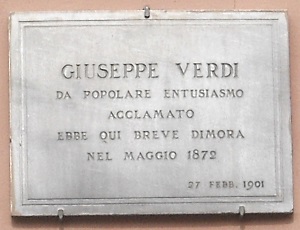 GIUSEPPE VERDI
DA POPOLARE ENTUSIASMO
ACCLAMATO
EBBE QUI BREVE DIMORA
NEL MAGGIO 1872
27 FEBB. 1901